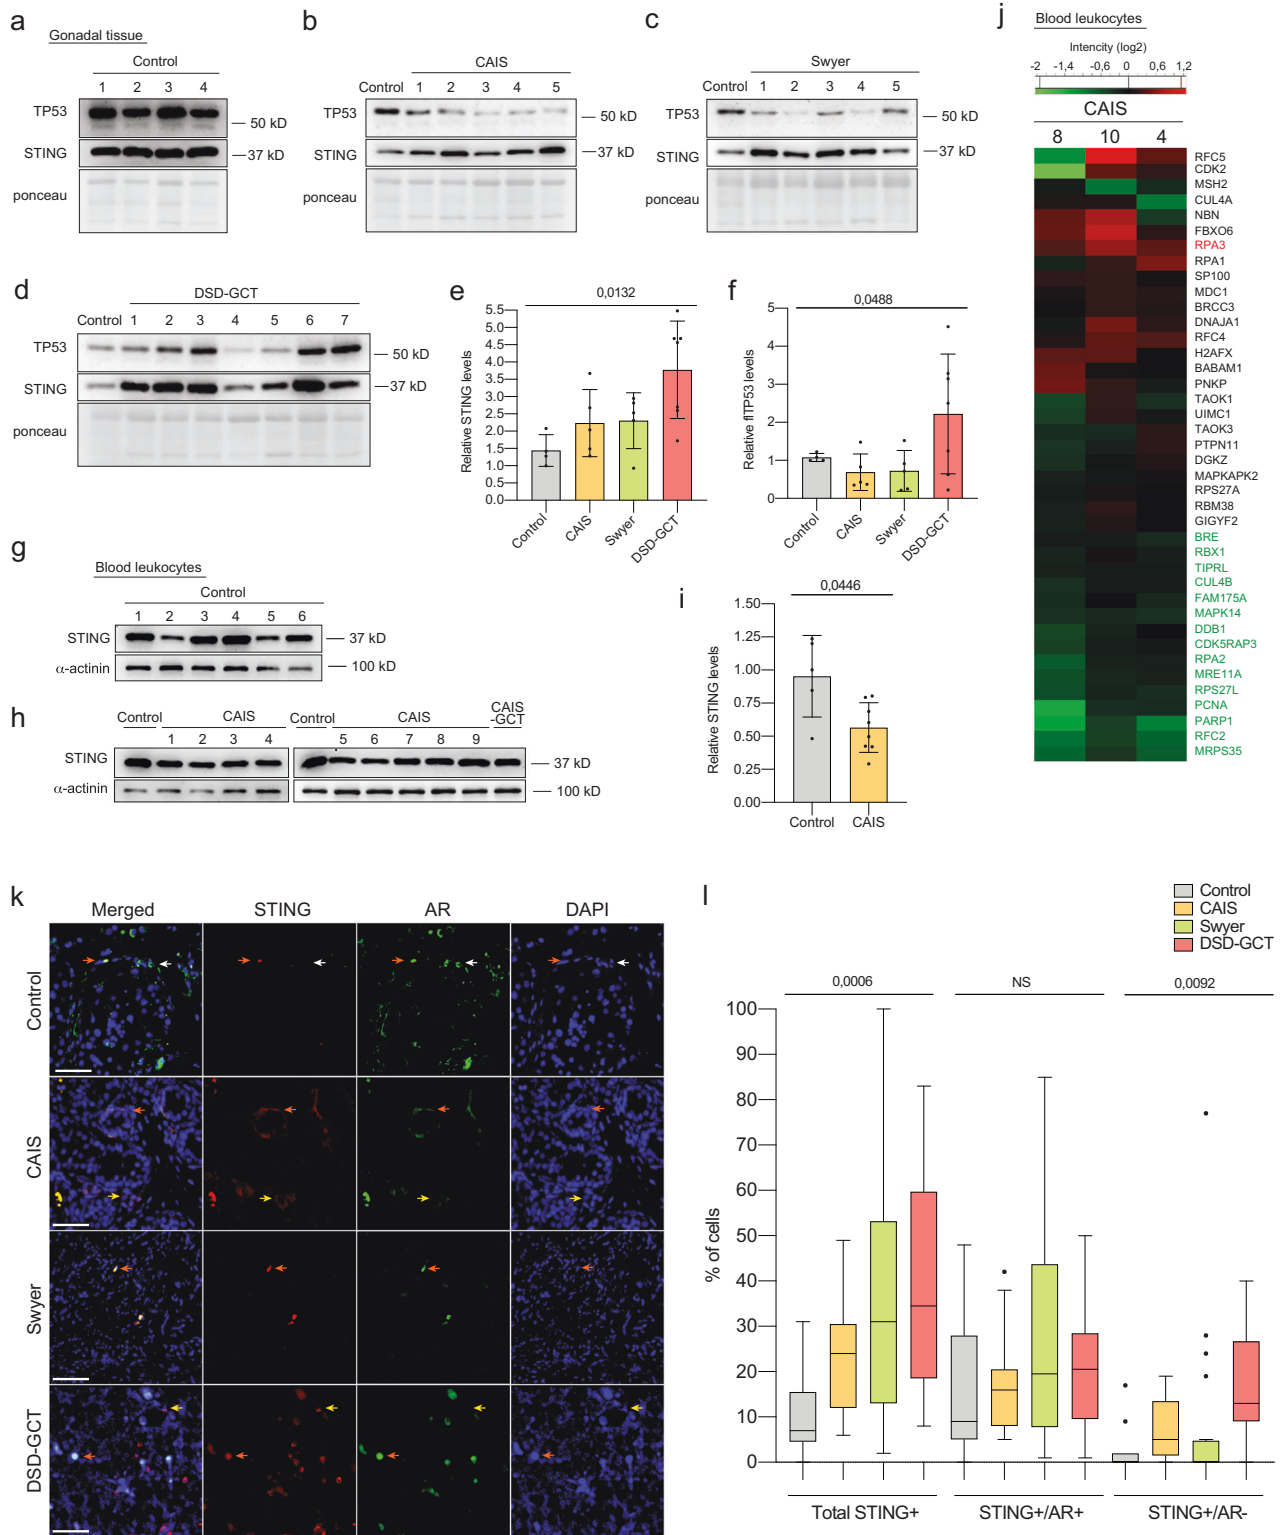 a
Gonadal tissue
Control
1 2 3 4
TP53
50 kD
STING
37 kD
ponceau
b
CAIS
Control 1 2 3 4 5
TP53
50 kD
STING
37 kD
ponceau
c
Swyer
Control 1 2 3 4 5
TP53
50 kD
STING
37 kD
ponceau
d
DSD-GCT
Control 1 2 3 4 5 6 7
TP53
50 kD
STING
37 kD
ponceau
e
0,0132
Relative STING levels
5.5
5.0
4.5
4.0
3.5
3.0
2.5
2.0
1.5
1.0
0.5
0.0
Control
CAIS
Swyer
DSD-GCT
f
0,0488
Relative flTP53 levels
5
4
3
2
1
0
Control
CAIS
Swyer
DSD-GCT
g
Blood leukocytes
Control
1 2 3 4 5 6
STING
37 kD
α-actinin
100 kD
h
Control CAIS
1 2 3 4
Control CAIS CAIS -GCT
5 6 7 8 9
STING
37 kD
α-actinin
100 kD
i
0,0446
Relative STING levels
1.50
1.25
1.00
0.75
0.50
0.25
0.00
Control CAIS
j
Blood leukocytes
Intencity (log2)
-2 -1,4 -0,6 0 0,6 1,2
CAIS
8 10 4
RFC5
CDK2
MSH2
CUL4A
NBN
FBXO6
RPA3
RPA1
SP100
MDC1
BRCC3
DNAJA1
RFC4
H2AFX
BABAM1
PNKP
TAOK1
UIMC1
TAOK3
PTPN11
DGKZ
MAPKAPK2
RPS27A
RBM38
GIGYF2
BRE
RBX1
TIPRL
CUL4B
FAM175A
MAPK14
DDB1
CDK5RAP3
RPA2
MRE11A
RPS27L
PCNA
PARP1
RFC2
MRPS35
k
Merged STING AR DAPI
Control
CAIS
Swyer
DSD-GCT
l
Control
CAIS
Swyer
DSD-GCT
0,0006 NS 0,0092
% of cells
100
90
80
70
60
50
40
30
20
10
0
Total STING+ STING+/AR+ STING+/AR-